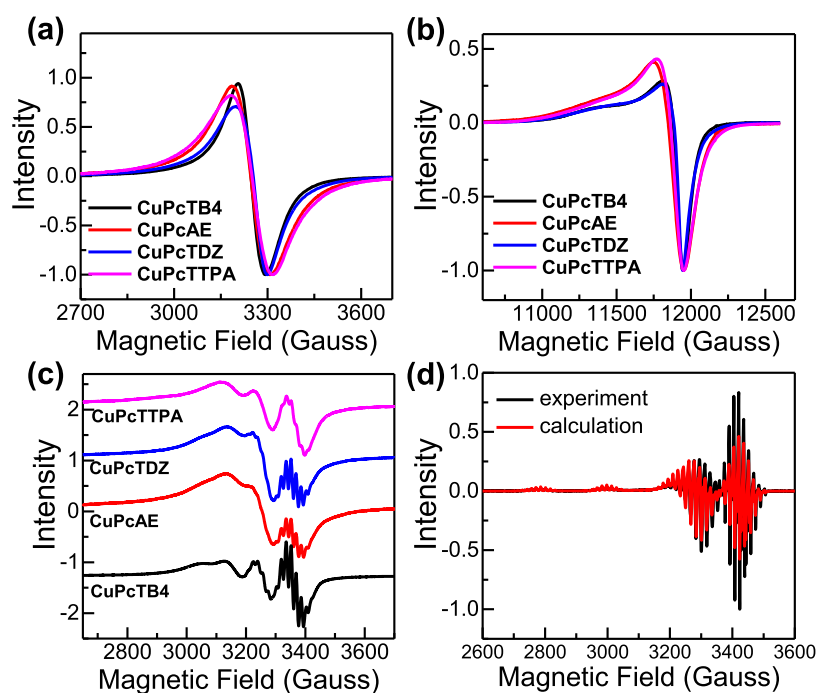 (a)
1.0
0.5
0.0
-0.5
-1.0
Intensity
CuPcTB4
CuPcAE
CuPcTDZ
CuPcTTPA
2700 3000 3300 3600
Magnetic Field (Gauss)
(b)
0.5
0.0
-0.5
-1.0
Intensity
CuPcTB4
CuPcAE
CuPcTDZ
CuPcTTPA
11000 11500 12000 12500
Magnetic Field (Gauss)
(c)
2
1
0
-1
-2
Intensity
CuPcTTPA
CuPcTDZ
CuPcAE
CuPcTB4
2800 3000 3200 3400 3600
Magnetic Field (Gauss)
(d)
1.0
0.5
0.0
-0.5
-1.0
Intensity
experiment
calculation
2600 2800 3000 3200 3400 3600
Magnetic Field (Gauss)